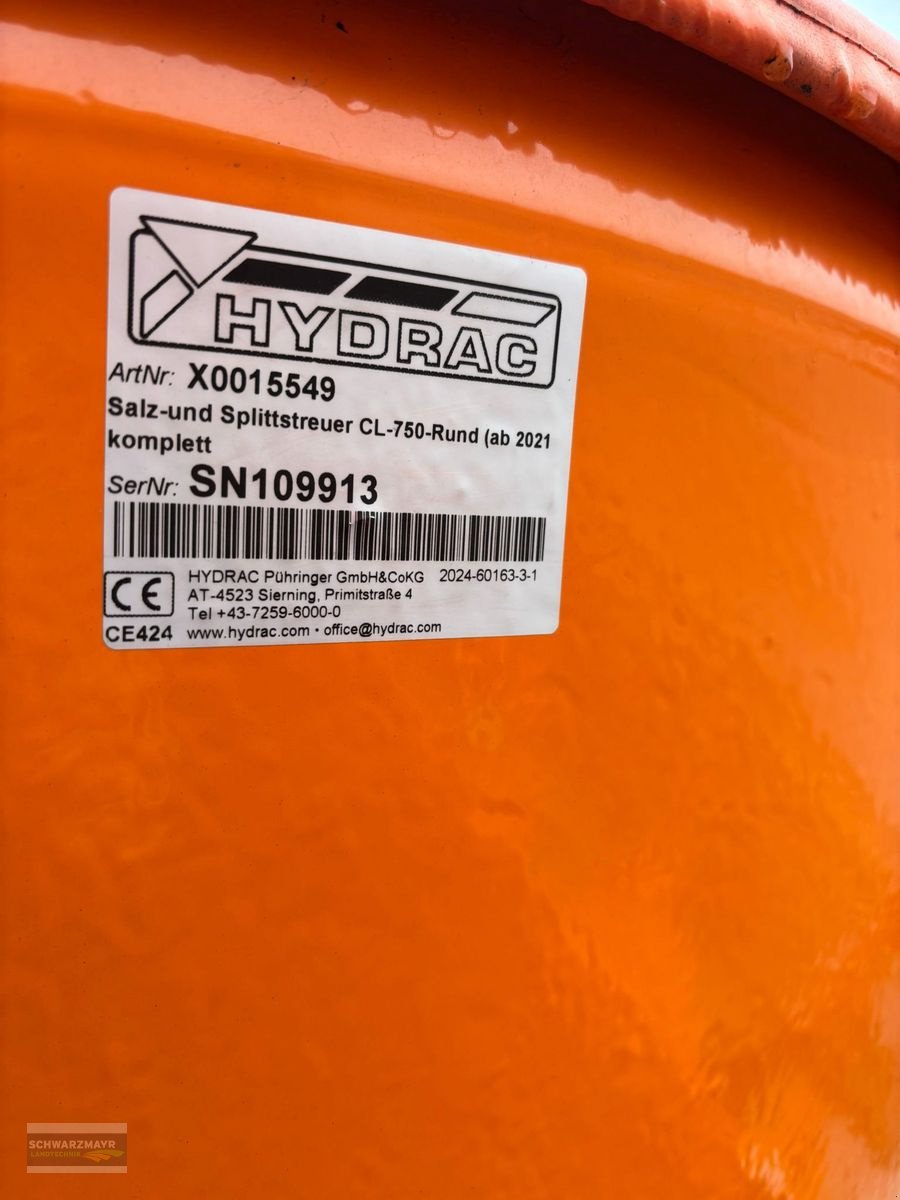 HYDRAC
ArtNr: X0015549
Salz-und Splittstreuer CL-750-Rund (ab 2021
komplett
SerNr: SN109913
CE HYDRAC Pühringer GmbH&CoKG 2024-60163-3-1
AT-4523 Sierning, Primitstraße 4
Tel +43-7259-6000-0
CE424 www.hydrac.com · office@hydrac.com
SCHWARZMAYR
LANDTECHNIK